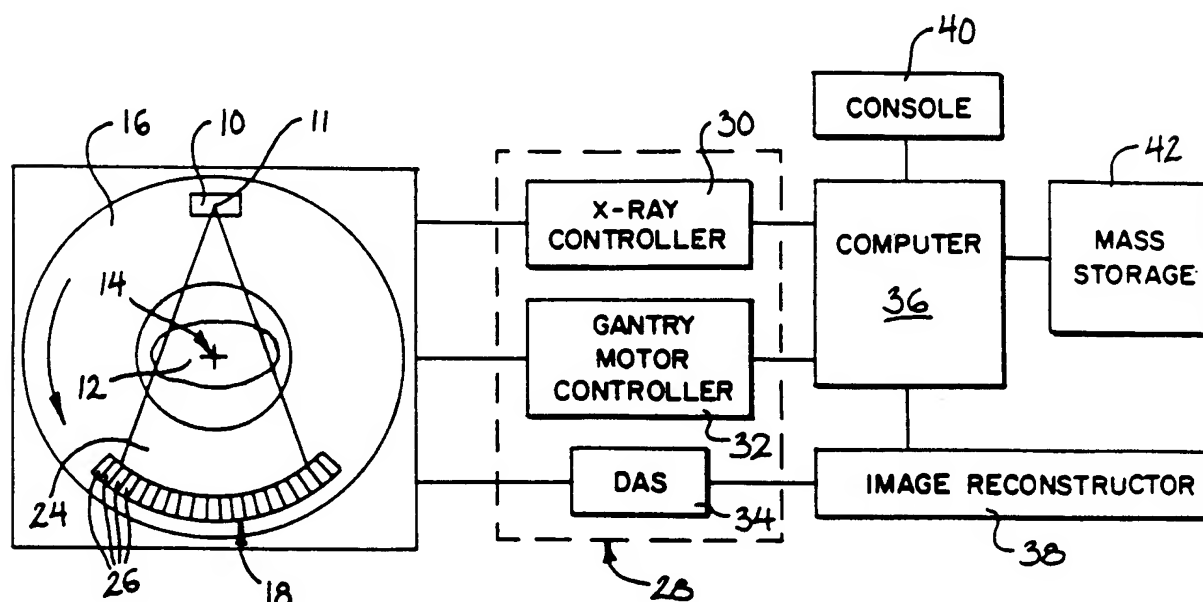 40
CONSOLE
16
10
11
30
42
X-RAY
CONTROLLER
COMPUTER
36
MASS
STORAGE
14
12
GANTRY
MOTOR
CONTROLLER
32
24
26
18
DAS
34
28
IMAGE RECONSTRUCTOR
38